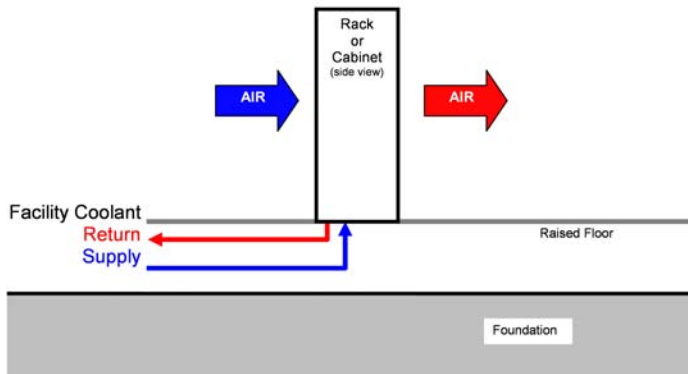 Rack
or
Cabinet
(side view)
AIR
AIR
Facility Coolant
Return
Supply
Raised Floor
Foundation